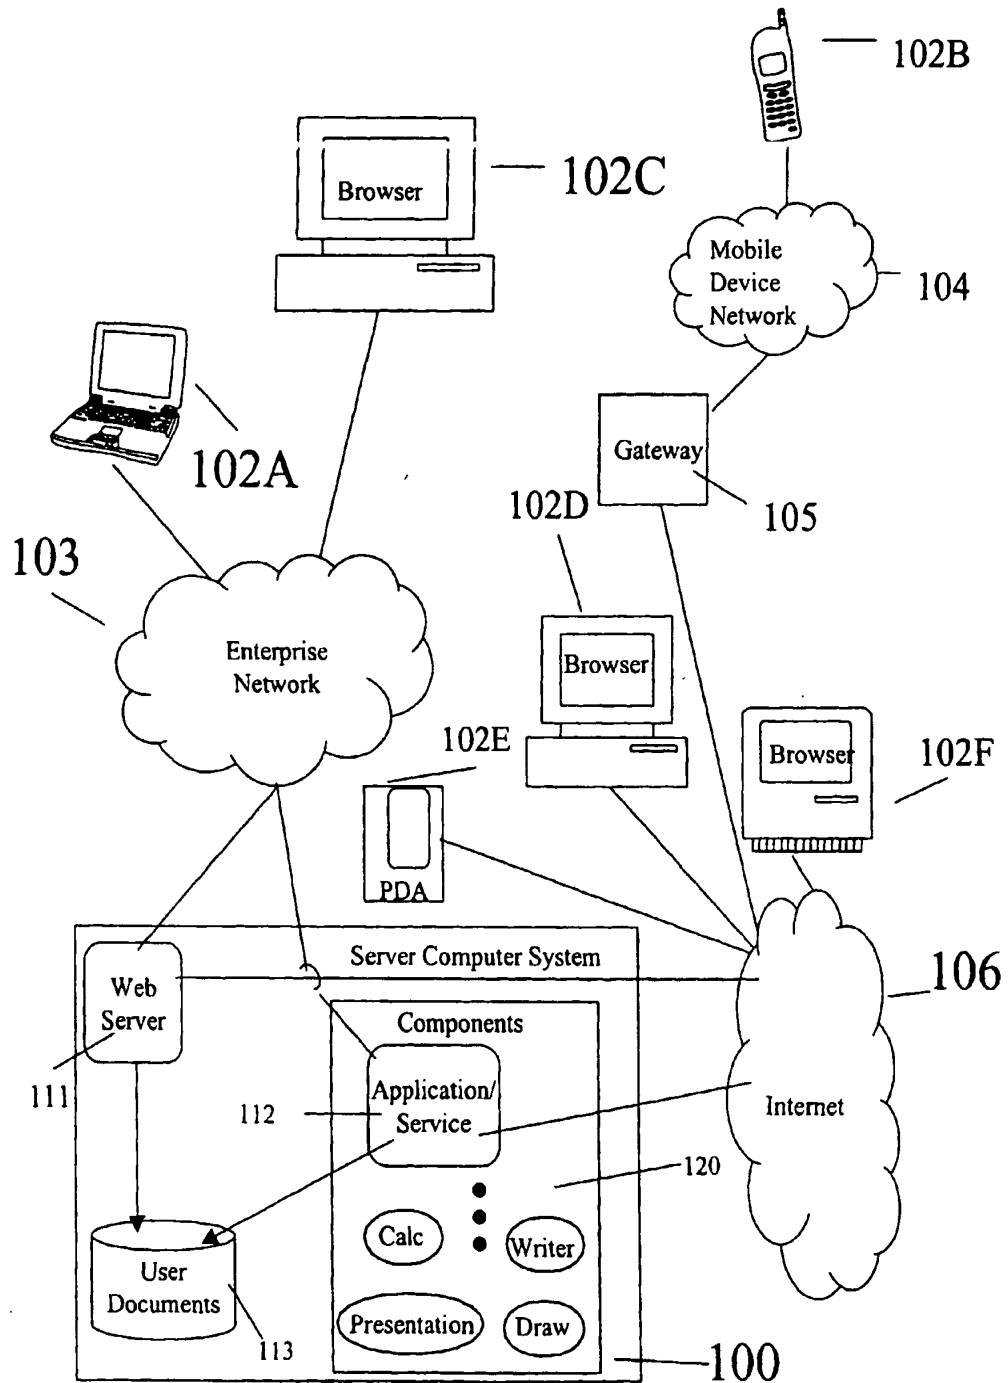 102B
Browser
102C
Mobile
Device
Network
104
102A
Gateway
105
102D
103
Enterprise
Network
Browser
102E
Browser
102F
PDA
Server Computer System
Web
Server
106
Components
111
112
Application/
Service
Internet
120
Calc
Writer
User
Documents
Presentation
Draw
113
100